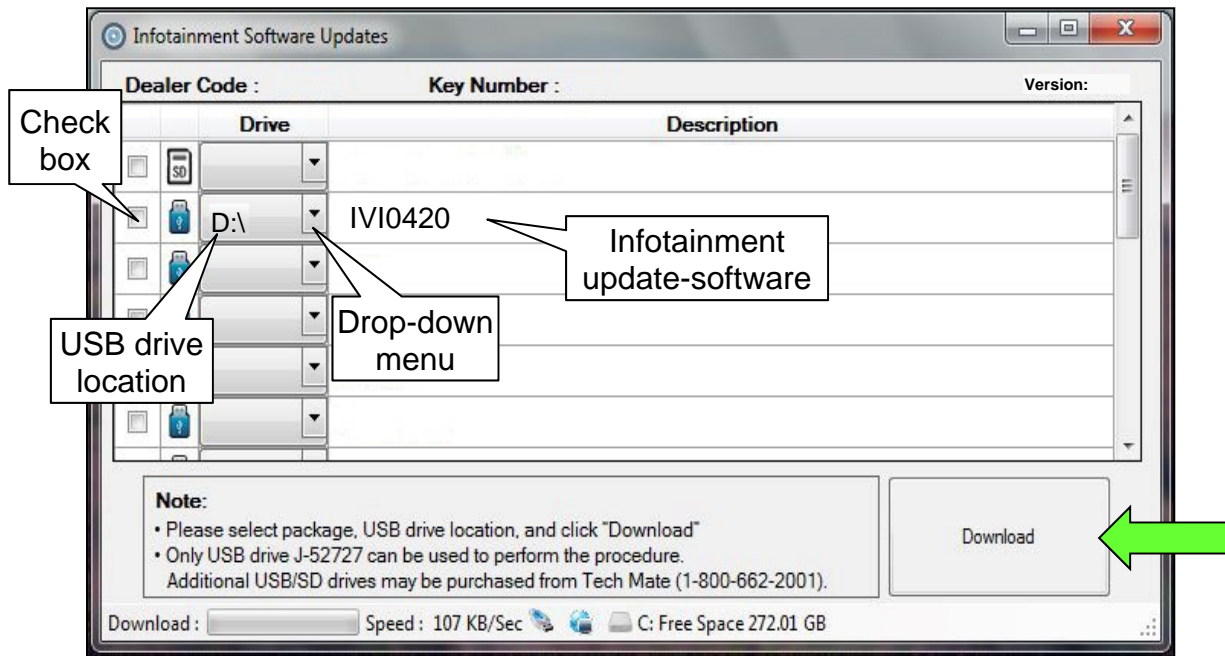 Infotainment Software Updates
Dealer Code :
Key Number :
Version:
Drive
Description
Check
box
SD
D:\
IVI0420
Infotainment
update-software
Drop-down
menu
USB drive
location
Note:
• Please select package, USB drive location, and click "Download"
• Only USB drive J-52727 can be used to perform the procedure.
Additional USB/SD drives may be purchased from Tech Mate (1-800-662-2001).
Download
Download :
Speed : 107 KB/Sec
C: Free Space 272.01 GB